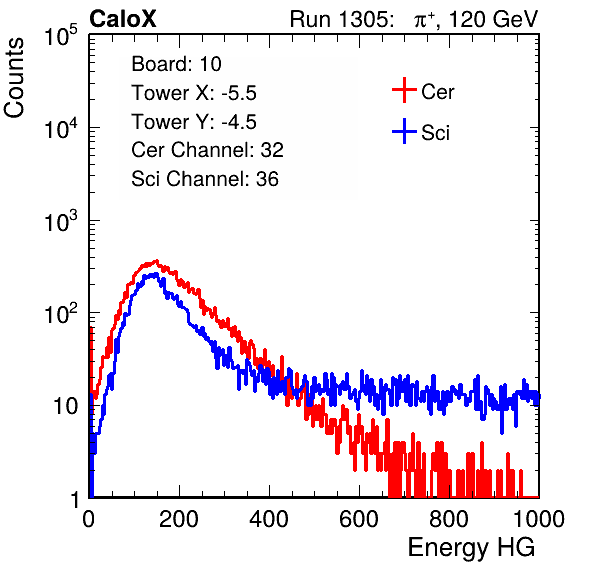 CaloX Run 1305: π⁺, 120 GeV
Counts
Board: 10
Tower X: -5.5
Tower Y: -4.5
Cer Channel: 32
Sci Channel: 36
Cer
Sci
10⁵
10⁴
10³
10²
10
1
0 200 400 600 800 1000
Energy HG